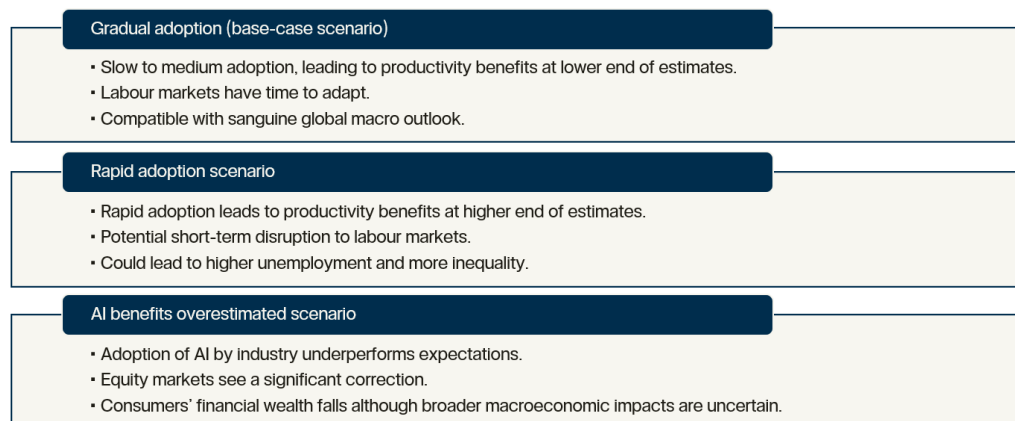 Gradual adoption (base-case scenario)
▪ Slow to medium adoption, leading to productivity benefits at lower end of estimates.
▪ Labour markets have time to adapt.
▪ Compatible with sanguine global macro outlook.
Rapid adoption scenario
▪ Rapid adoption leads to productivity benefits at higher end of estimates.
▪ Potential short-term disruption to labour markets.
▪ Could lead to higher unemployment and more inequality.
AI benefits overestimated scenario
▪ Adoption of AI by industry underperforms expectations.
▪ Equity markets see a significant correction.
▪ Consumers’ financial wealth falls although broader macroeconomic impacts are uncertain.